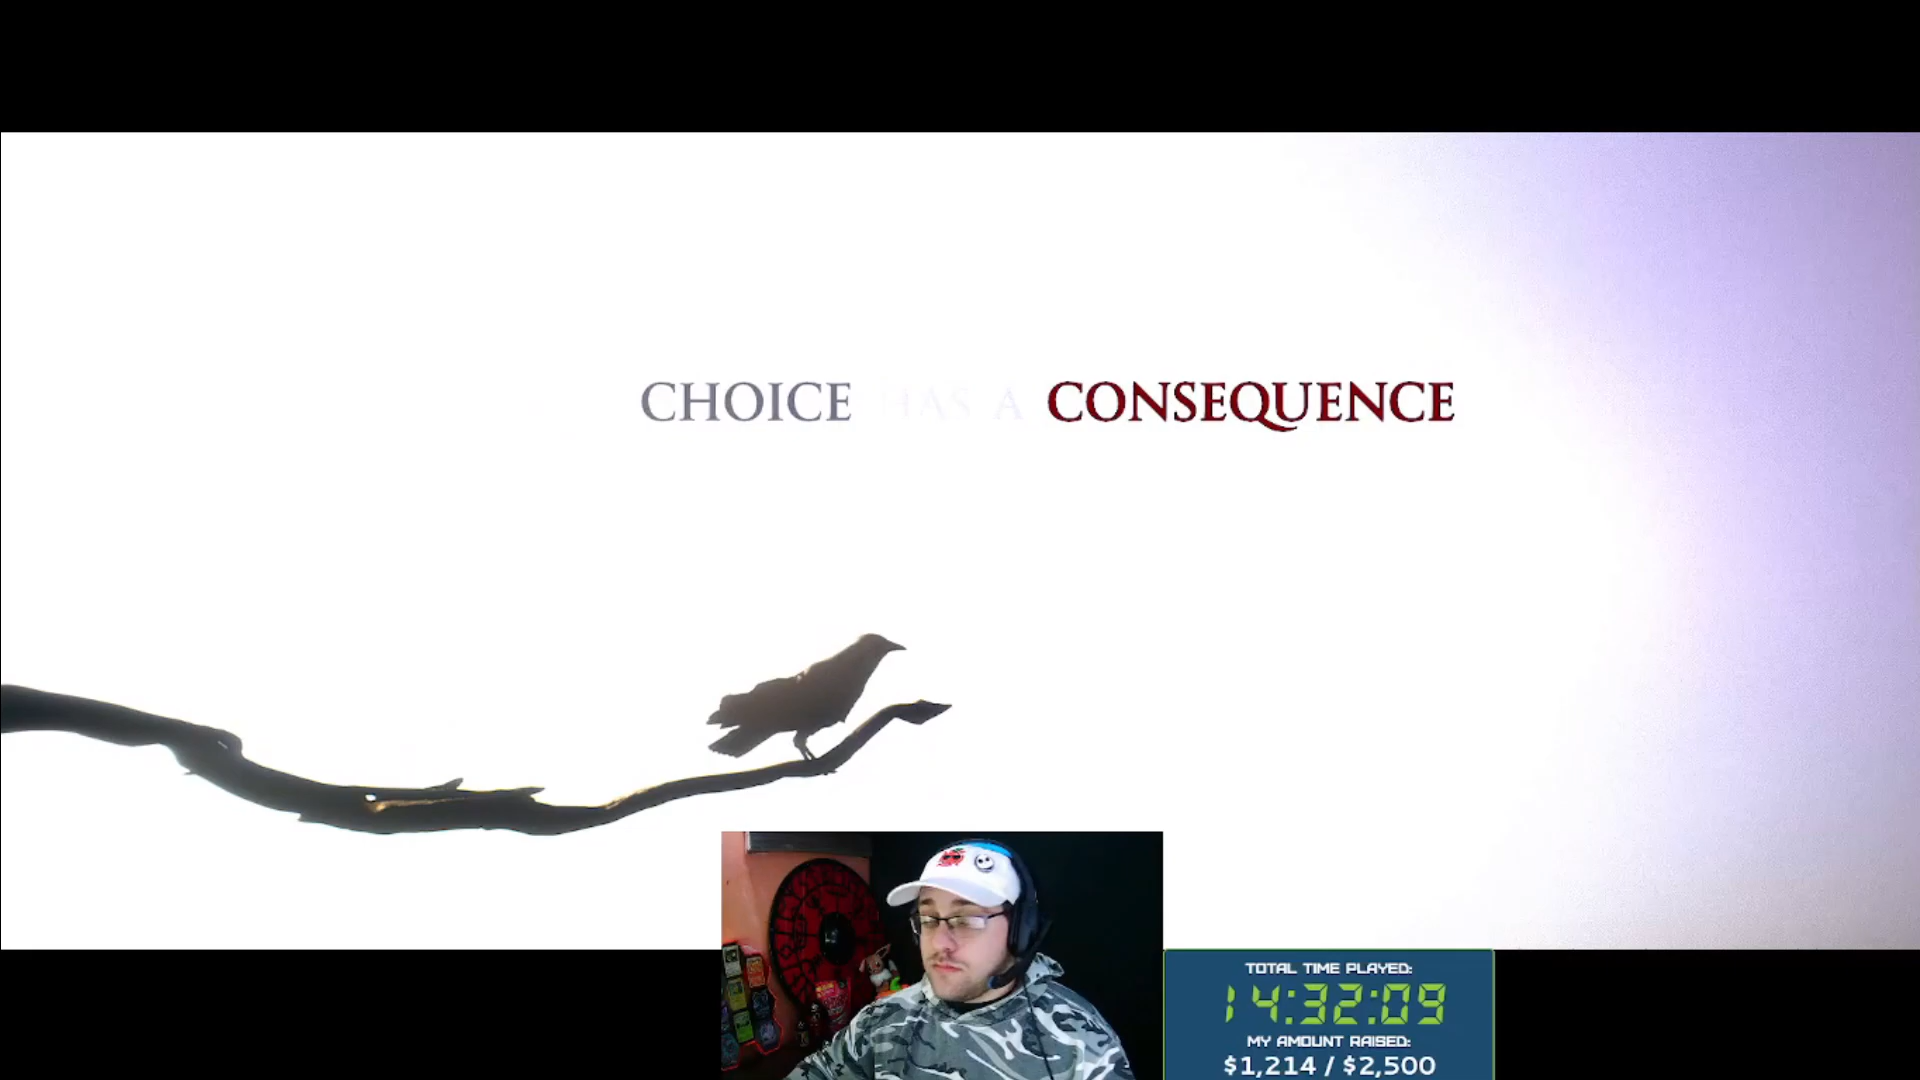 CHOICE HAS A CONSEQUENCE
TOTAL TIME PLAYED:
14:32:09
MY AMOUNT RAISED:
$1,214 / $2,500